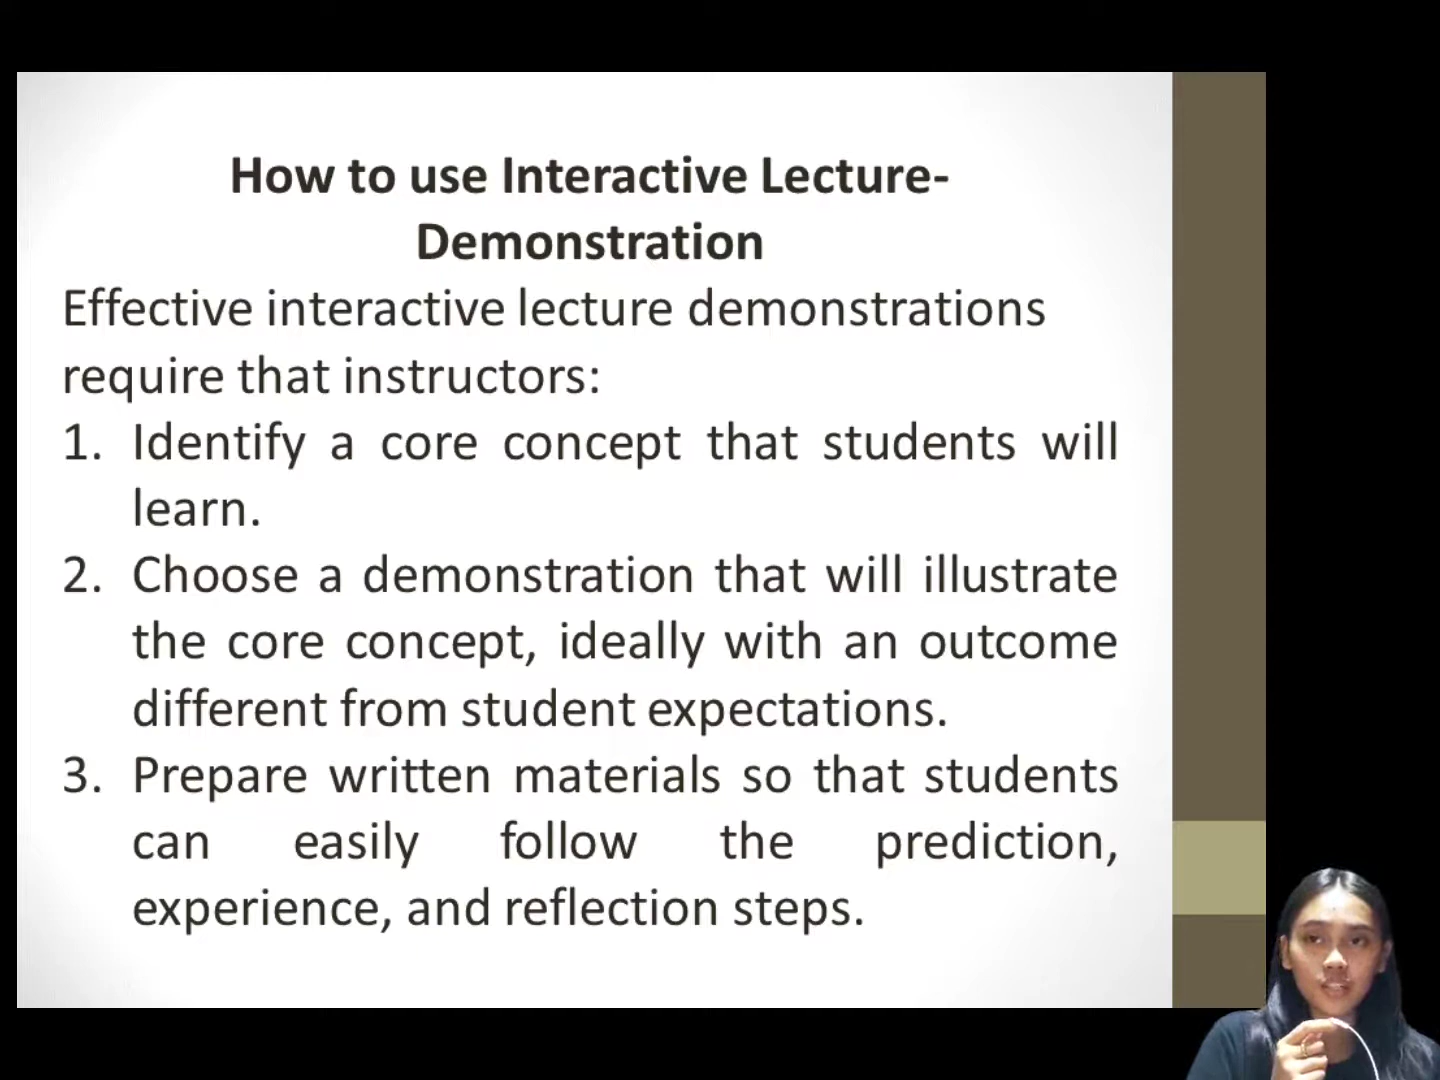 How to use Interactive Lecture-
Demonstration
Effective interactive lecture demonstrations
require that instructors:
1. Identify a core concept that students will
learn.
2. Choose a demonstration that will illustrate
the core concept, ideally with an outcome
different from student expectations.
3. Prepare written materials so that students
can easily follow the prediction,
experience, and reflection steps.